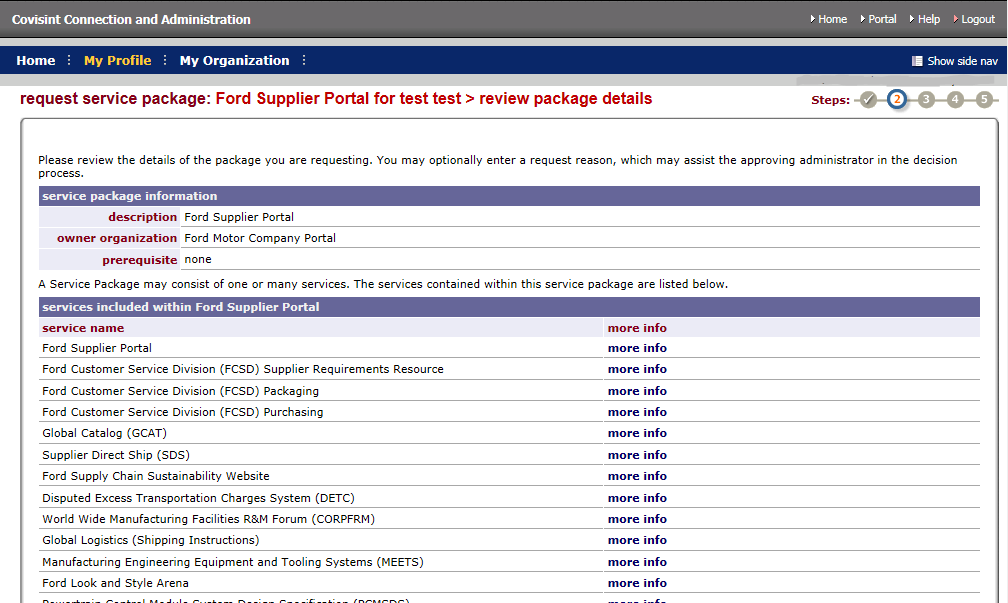 Covisint Connection and Administration
Home Portal Help Logout
Home My Profile My Organization
Show side nav
request service package: Ford Supplier Portal for test test > review package details
Steps: 2 3 4 5
Please review the details of the package you are requesting. You may optionally enter a request reason, which may assist the approving administrator in the decision
process.
service package information
description Ford Supplier Portal
owner organization Ford Motor Company Portal
prerequisite none
A Service Package may consist of one or many services. The services contained within this service package are listed below.
services included within Ford Supplier Portal
service name more info
Ford Supplier Portal more info
Ford Customer Service Division (FCSD) Supplier Requirements Resource more info
Ford Customer Service Division (FCSD) Packaging more info
Ford Customer Service Division (FCSD) Purchasing more info
Global Catalog (GCAT) more info
Supplier Direct Ship (SDS) more info
Ford Supply Chain Sustainability Website more info
Disputed Excess Transportation Charges System (DETC) more info
World Wide Manufacturing Facilities R&M Forum (CORPFRM) more info
Global Logistics (Shipping Instructions) more info
Manufacturing Engineering Equipment and Tooling Systems (MEETS) more info
Ford Look and Style Arena more info
Powertrain Control Module System Design Specification (PCMSDS) more info